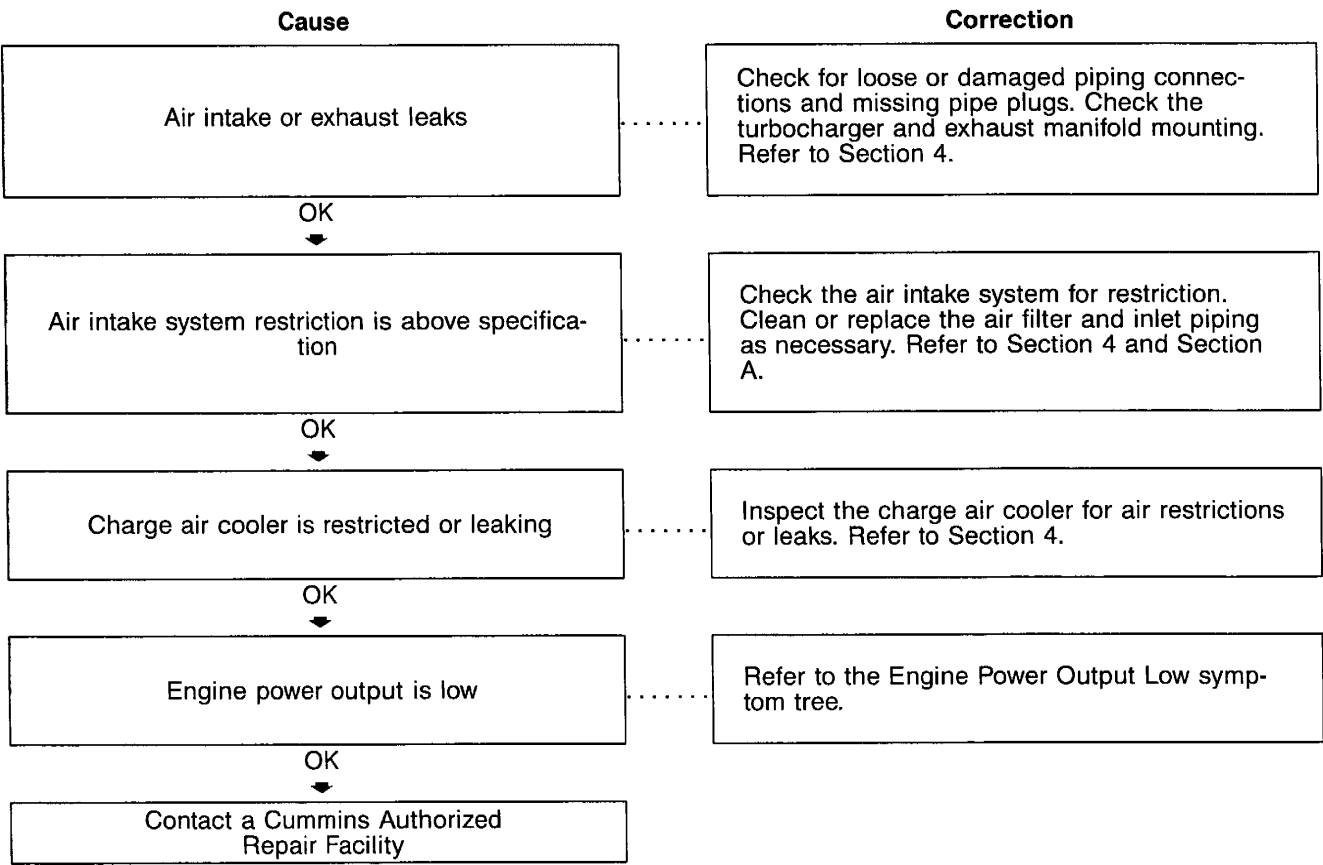 Cause
Correction
Air intake or exhaust leaks
Check for loose or damaged piping connec-
tions and missing pipe plugs. Check the
turbocharger and exhaust manifold mounting.
Refer to Section 4.
OK
Air intake system restriction is above specifica-
tion
Check the air intake system for restriction.
Clean or replace the air filter and inlet piping
as necessary. Refer to Section 4 and Section
A.
OK
Charge air cooler is restricted or leaking
Inspect the charge air cooler for air restrictions
or leaks. Refer to Section 4.
OK
Engine power output is low
Refer to the Engine Power Output Low symp-
tom tree.
OK
Contact a Cummins Authorized
Repair Facility